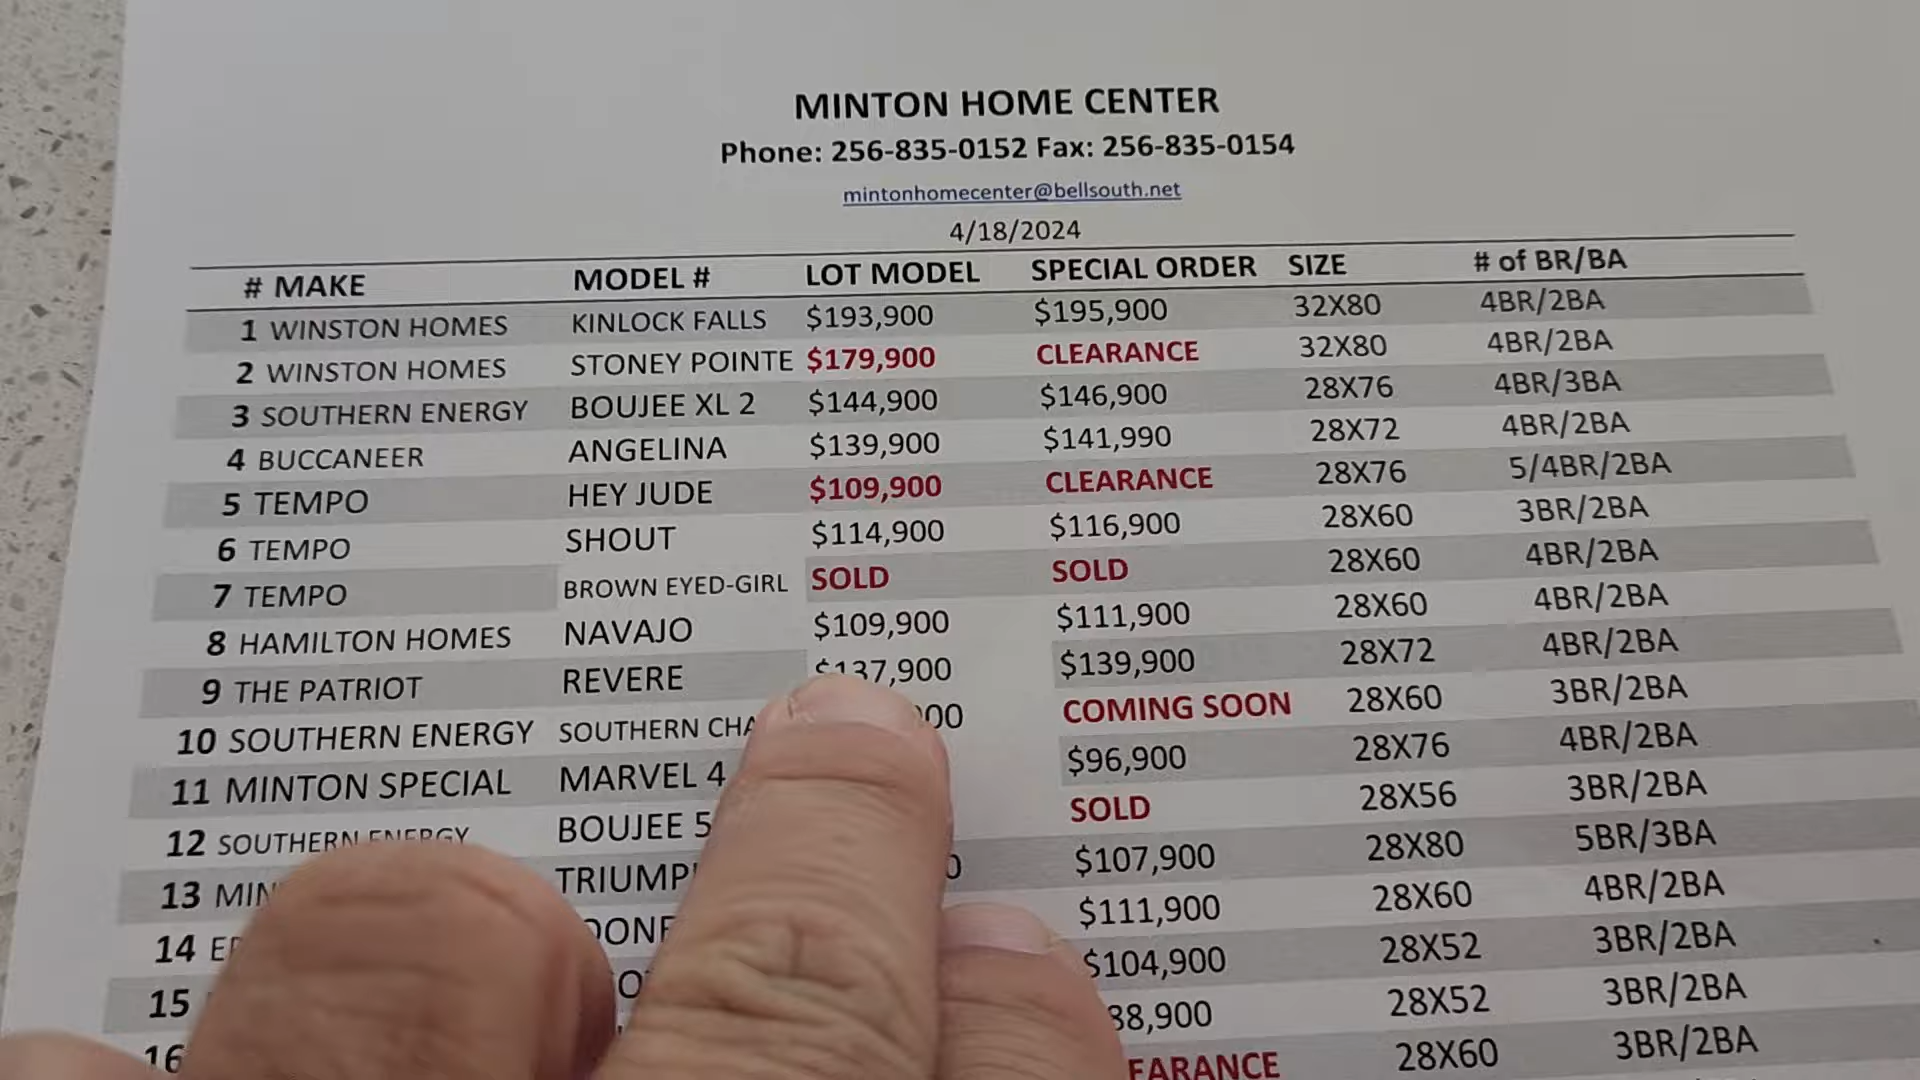 MINTON HOME CENTER
Phone: 256-835-0152 Fax: 256-835-0154
mintonhomecenter@bellsouth.net
4/18/2024
# MAKE MODEL # LOT MODEL SPECIAL ORDER SIZE # of BR/BA
1 WINSTON HOMES KINLOCK FALLS $193,900 $195,900 32X80 4BR/2BA
2 WINSTON HOMES STONEY POINTE $179,900 CLEARANCE 32X80 4BR/2BA
3 SOUTHERN ENERGY BOUJEE XL 2 $144,900 $146,900 28X76 4BR/3BA
4 BUCCANEER ANGELINA $139,900 $141,990 28X72 4BR/2BA
5 TEMPO HEY JUDE $109,900 CLEARANCE 28X76 5/4BR/2BA
6 TEMPO SHOUT $114,900 $116,900 28X60 3BR/2BA
7 TEMPO BROWN EYED-GIRL SOLD SOLD 28X60 4BR/2BA
8 HAMILTON HOMES NAVAJO $109,900 $111,900 28X60 4BR/2BA
9 THE PATRIOT REVERE $137,900 $139,900 28X72 4BR/2BA
10 SOUTHERN ENERGY SOUTHERN COMING SOON 28X60 3BR/2BA
11 MINTON SPECIAL MARVEL 4 $96,900 28X76 4BR/2BA
12 SOUTHERN ENERGY BOUJEE 5 SOLD 28X56 3BR/2BA
13 $107,900 28X80 5BR/3BA
14 $111,900 28X60 4BR/2BA
15 $104,900 28X52 3BR/2BA
16 28X52 3BR/2BA
28X60 3BR/2BA